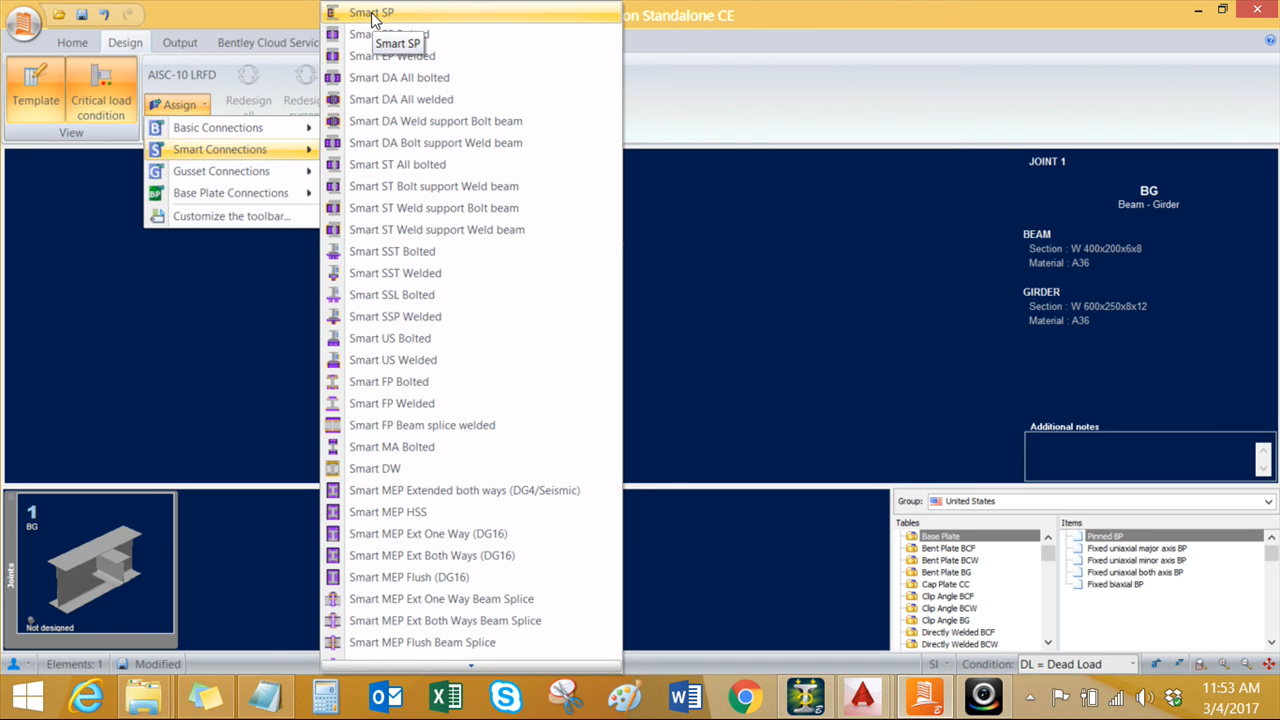 Smart SP
on Standalone CE
Home
Design
Output
Bentley Cloud Servic
Smart SP
Smart EP Welded
Template
Critical load
condition
View
AISC-10 LRFD
Assign
Redesign
Basic Connections
Smart Connections
Gusset Connections
Base Plate Connections
Customize the toolbar...
Smart DA All bolted
Smart DA All welded
Smart DA Weld support Bolt beam
Smart DA Bolt support Weld beam
Smart ST All bolted
Smart ST Bolt support Weld beam
Smart ST Weld support Bolt beam
Smart ST Weld support Weld beam
Smart SST Bolted
Smart SST Welded
Smart SSL Bolted
Smart SSP Welded
Smart US Bolted
Smart US Welded
Smart FP Bolted
Smart FP Welded
Smart FP Beam splice welded
Smart MA Bolted
Smart DW
Smart MEP Extended both ways (DG4/Seismic)
Smart MEP HSS
Smart MEP Ext One Way (DG16)
Smart MEP Ext Both Ways (DG16)
Smart MEP Flush (DG16)
Smart MEP Ext One Way Beam Splice
Smart MEP Ext Both Ways Beam Splice
Smart MEP Flush Beam Splice
JOINT 1
BG
Beam - Girder
BEAM
Section : W 400x200x6x8
Material : A36
GIRDER
Section : W 600x250x8x12
Material : A36
Additional notes
Joints
1
BG
Not designed
Group: United States
Tables
Base Plate
Bent Plate BCF
Bent Plate BCW
Bent Plate BG
Cap Plate CC
Clip Angle BCF
Clip Angle BCW
Clip Angle BG
Directly Welded BCF
Directly Welded BCW
Items
Pinned BP
Fixed uniaxial major axis BP
Fixed uniaxial minor axis BP
Fixed uniaxial both axis BP
Fixed biaxial BP
Elements: 1
Modified
SI
Condition: DL = Dead Load
11:53 AM
3/4/2017